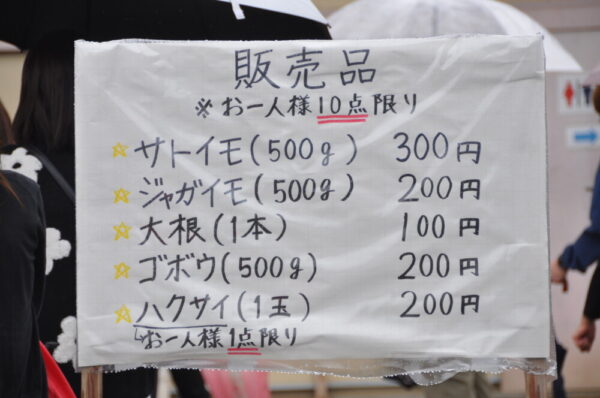 販売品
※お一人様10点限り
☆サトイモ(500g) 300円
☆ジャガイモ(500g) 200円
☆大根(1本) 100円
☆ゴボウ(500g) 200円
☆ハクサイ(1玉) 200円
お一人様1点限り